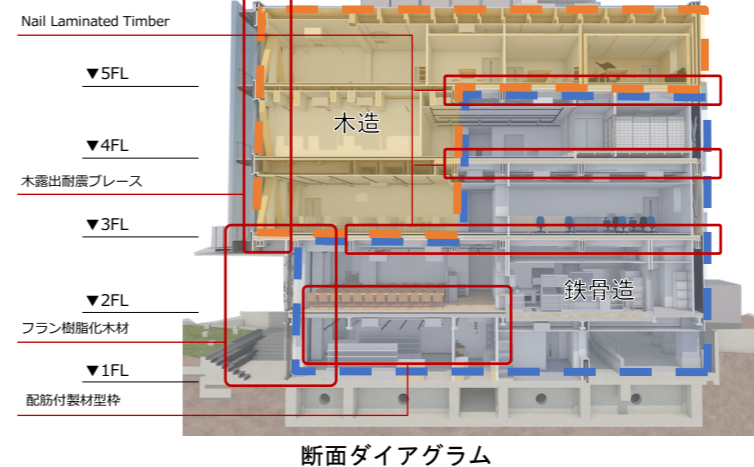 Nail Laminated Timber
▼5FL
木造
▼4FL
木露出耐震ブレース
▼3FL
鉄骨造
▼2FL
フラン樹脂化木材
▼1FL
配筋付製材型枠
断面ダイアグラム